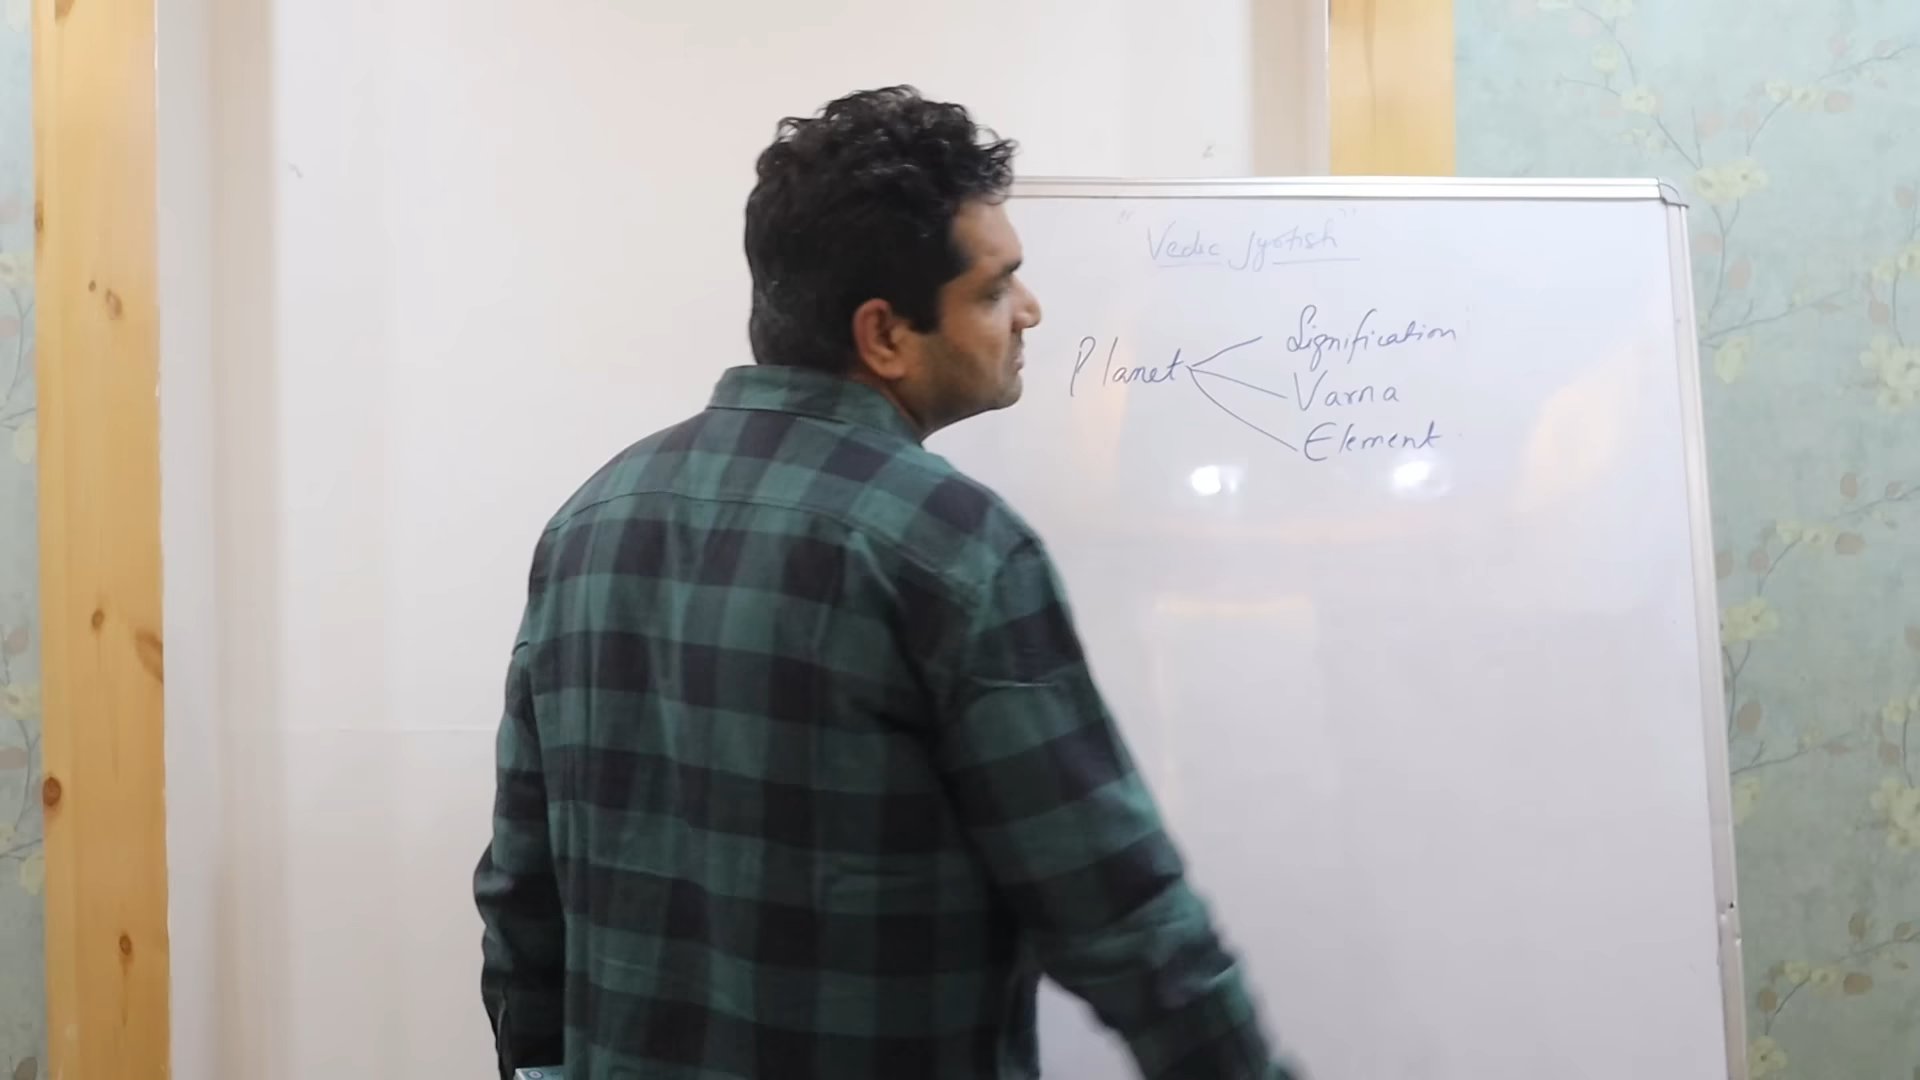 "Vedic Jyotish"
Planet
Signification
Varna
Element